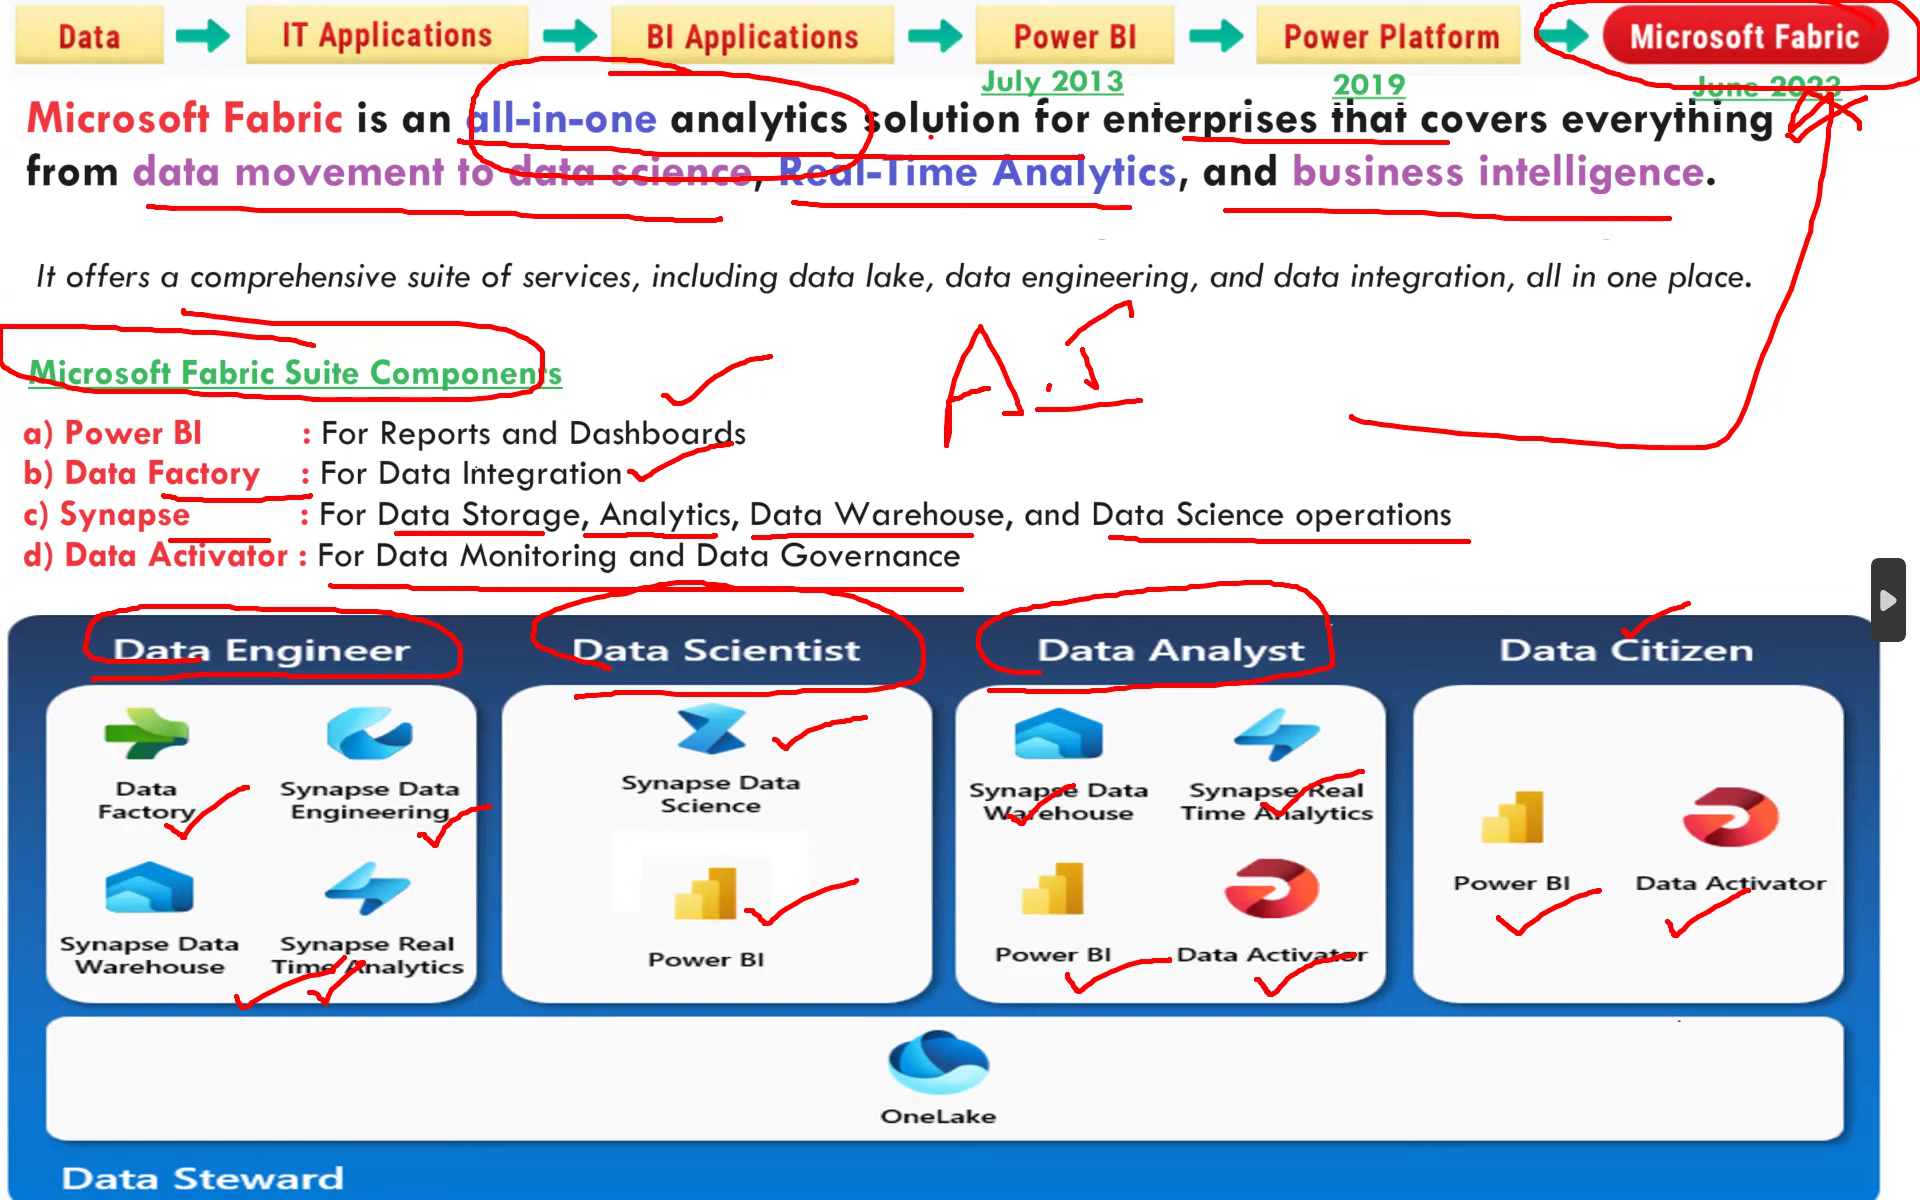 Data IT Applications BI Applications Power BI Power Platform Microsoft Fabric
July 2013 2019 June 2023
Microsoft Fabric is an all-in-one analytics solution for enterprises that covers everything
from data movement to data science, Real-Time Analytics, and business intelligence.
It offers a comprehensive suite of services, including data lake, data engineering, and data integration, all in one place.
A.I
Microsoft Fabric Suite Components
a) Power BI : For Reports and Dashboards
b) Data Factory : For Data Integration
c) Synapse : For Data Storage, Analytics, Data Warehouse, and Data Science operations
d) Data Activator : For Data Monitoring and Data Governance
Data Engineer
Data Factory
Synapse Data Engineering
Synapse Data Warehouse
Synapse Real Time Analytics
Data Scientist
Synapse Data Science
Power BI
Data Analyst
Synapse Data Warehouse
Synapse Real Time Analytics
Power BI
Data Activator
Data Citizen
Power BI
Data Activator
OneLake
Data Steward